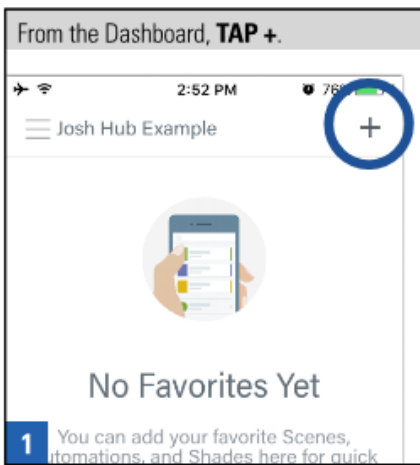 From the Dashboard, TAP +.
2:52 PM
Josh Hub Example
+
No Favorites Yet
1
You can add your favorite Scenes,
utomations, and Shades here for quick